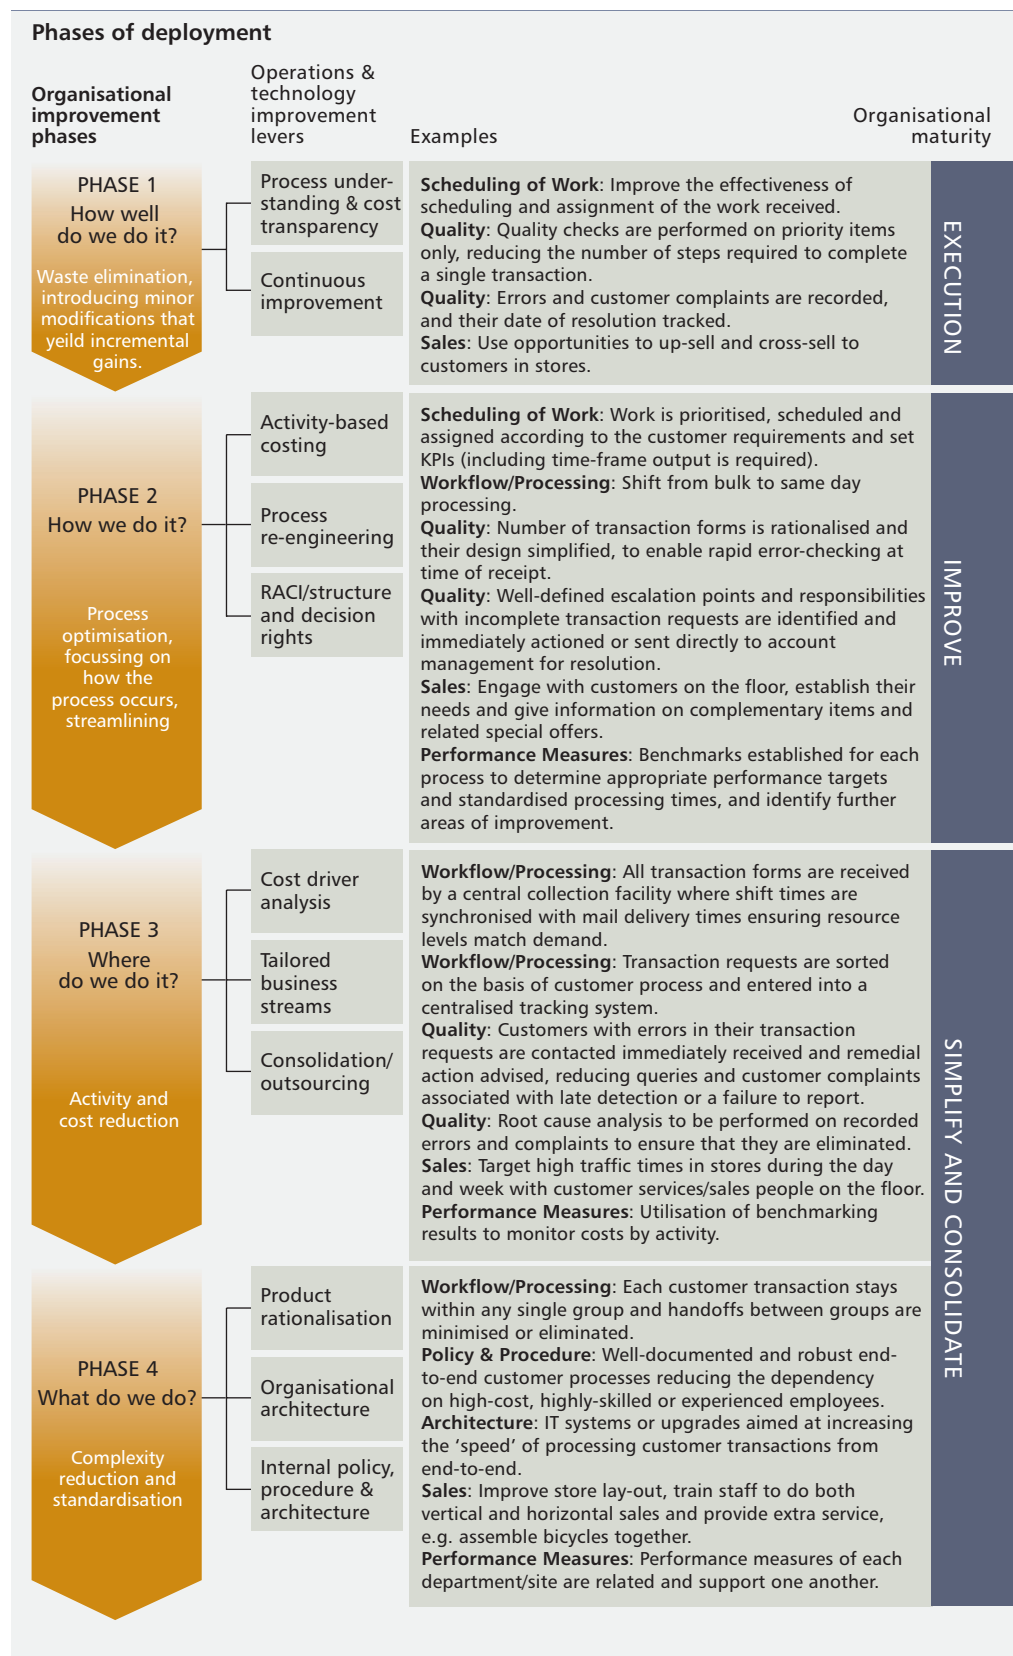 Phases of deployment
Organisational
improvement
phases
Operations &
technology
improvement
levers
Examples
Organisational
maturity
PHASE 1
How well
do we do it?
Waste elimination,
introducing minor
modifications that
yeild incremental
gains.
Process under-
standing & cost
transparency
Continuous
improvement
Scheduling of Work: Improve the effectiveness of
scheduling and assignment of the work received.
Quality: Quality checks are performed on priority items
only, reducing the number of steps required to complete
a single transaction.
Quality: Errors and customer complaints are recorded,
and their date of resolution tracked.
Sales: Use opportunities to up-sell and cross-sell to
customers in stores.
EXECUTION
PHASE 2
How we do it?
Process
optimisation,
focussing on
how the
process occurs,
streamlining
Activity-based
costing
Process
re-engineering
RACI/structure
and decision
rights
Scheduling of Work: Work is prioritised, scheduled and
assigned according to the customer requirements and set
KPIs (including time-frame output is required).
Workflow/Processing: Shift from bulk to same day
processing.
Quality: Number of transaction forms is rationalised and
their design simplified, to enable rapid error-checking at
time of receipt.
Quality: Well-defined escalation points and responsibilities
with incomplete transaction requests are identified and
immediately actioned or sent directly to account
management for resolution.
Sales: Engage with customers on the floor, establish their
needs and give information on complementary items and
related special offers.
Performance Measures: Benchmarks established for each
process to determine appropriate performance targets
and standardised processing times, and identify further
areas of improvement.
IMPROVE
PHASE 3
Where
do we do it?
Activity and
cost reduction
Cost driver
analysis
Tailored
business
streams
Consolidation/
outsourcing
Workflow/Processing: All transaction forms are received
by a central collection facility where shift times are
synchronised with mail delivery times ensuring resource
levels match demand.
Workflow/Processing: Transaction requests are sorted
on the basis of customer process and entered into a
centralised tracking system.
Quality: Customers with errors in their transaction
requests are contacted immediately received and remedial
action advised, reducing queries and customer complaints
associated with late detection or a failure to report.
Quality: Root cause analysis to be performed on recorded
errors and complaints to ensure that they are eliminated.
Sales: Target high traffic times in stores during the day
and week with customer services/sales people on the floor.
Performance Measures: Utilisation of benchmarking
results to monitor costs by activity.
SIMPLIFY AND CONSOLIDATE
PHASE 4
What do we do?
Complexity
reduction and
standardisation
Product
rationalisation
Organisational
architecture
Internal policy,
procedure &
architecture
Workflow/Processing: Each customer transaction stays
within any single group and handoffs between groups are
minimised or eliminated.
Policy & Procedure: Well-documented and robust end-
to-end customer processes reducing the dependency
on high-cost, highly-skilled or experienced employees.
Architecture: IT systems or upgrades aimed at increasing
the ‘speed’ of processing customer transactions from
end-to-end.
Sales: Improve store lay-out, train staff to do both
vertical and horizontal sales and provide extra service,
e.g. assemble bicycles together.
Performance Measures: Performance measures of each
department/site are related and support one another.